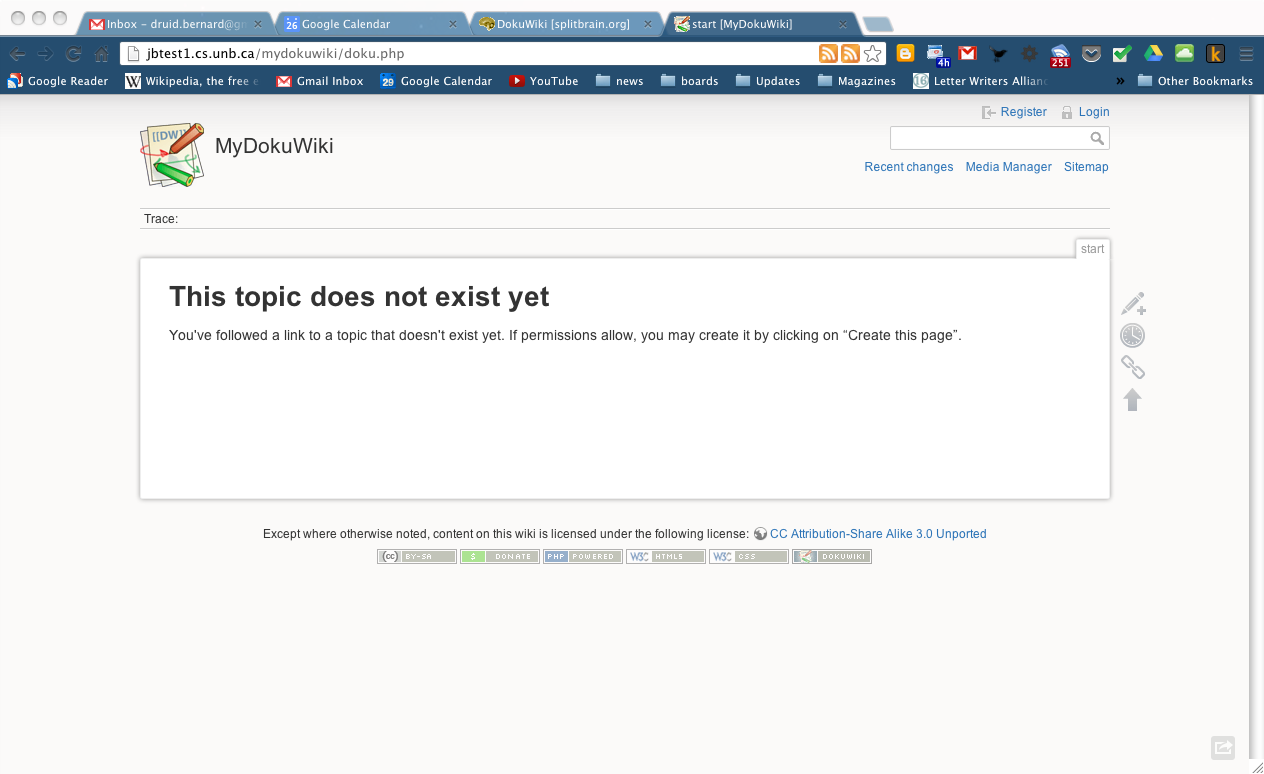 Inbox – druid.bernard@gm
Google Calendar
DokuWiki [splitbrain.org]
start [MyDokuWiki]
jbtest1.cs.unb.ca/mydokuwiki/doku.php
4h
251
k
Google Reader
Wikipedia, the free e
Gmail Inbox
29
Google Calendar
YouTube
news
boards
Updates
Magazines
Letter Writers Allianc
»
Other Bookmarks
Register
Login
[[DW]]
MyDokuWiki
Recent changes
Media Manager
Sitemap
Trace:
start
This topic does not exist yet
You've followed a link to a topic that doesn't exist yet. If permissions allow, you may create it by clicking on “Create this page”.
Except where otherwise noted, content on this wiki is licensed under the following license: CC Attribution-Share Alike 3.0 Unported
(cc) BY-SA
$ DONATE
PHP POWERED
W3C HTML5
W3C CSS
DOKUWIKI